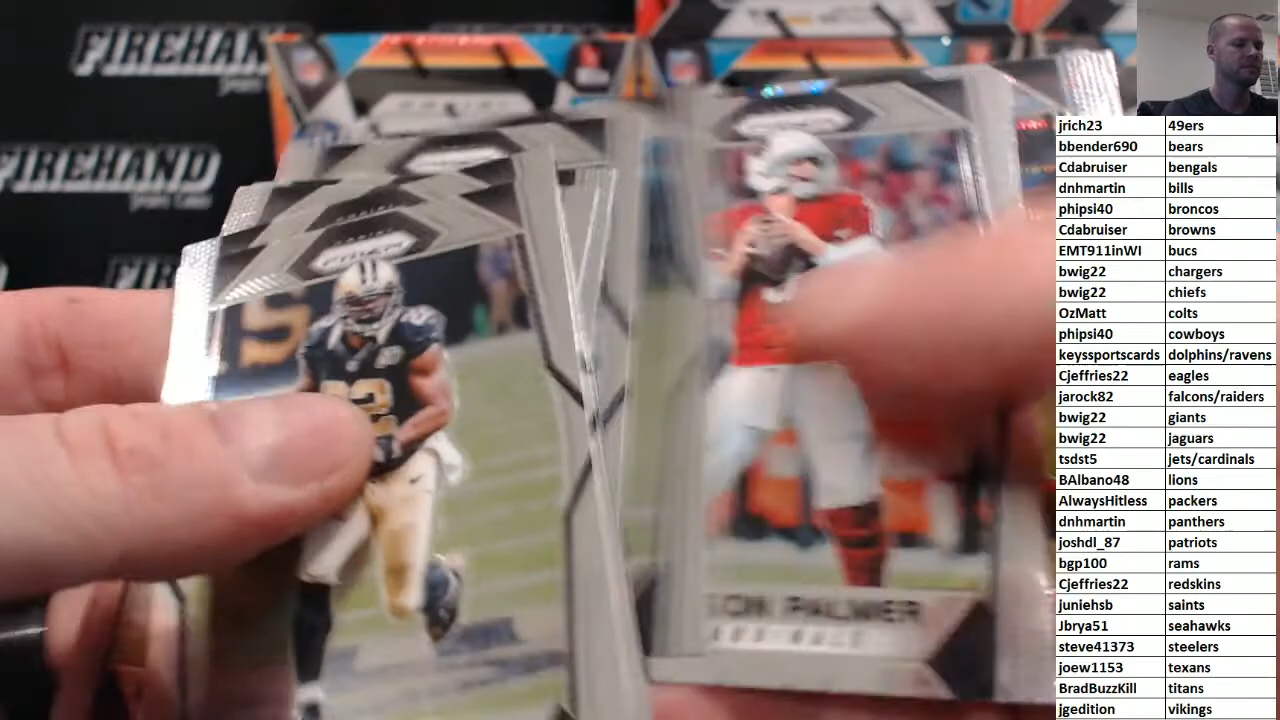 FIREHAND
FIREHAND
FIREHAND
PRIZM
ON PALMER
jrich23 49ers
bbender690 bears
Cdabruiser bengals
dnhmartin bills
phipsi40 broncos
Cdabruiser browns
EMT911inWI bucs
bwig22 chargers
bwig22 chiefs
OzMatt colts
phipsi40 cowboys
keyssportscards dolphins/ravens
Cjeffries22 eagles
jarock82 falcons/raiders
bwig22 giants
bwig22 jaguars
tsdst5 jets/cardinals
BAlbano48 lions
AlwaysHitless packers
dnhmartin panthers
joshdl_87 patriots
bgp100 rams
Cjeffries22 redskins
juniehsb saints
Jbrya51 seahawks
steve41373 steelers
joew1153 texans
BradBuzzKill titans
jgedition vikings